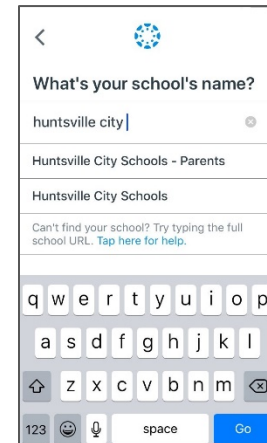 What's your school's name?
huntsville city
Huntsville City Schools - Parents
Huntsville City Schools
Can't find your school? Try typing the full
school URL. Tap here for help.
q w e r t y u i o p
a s d f g h j k l
z x c v b n m
123 space Go